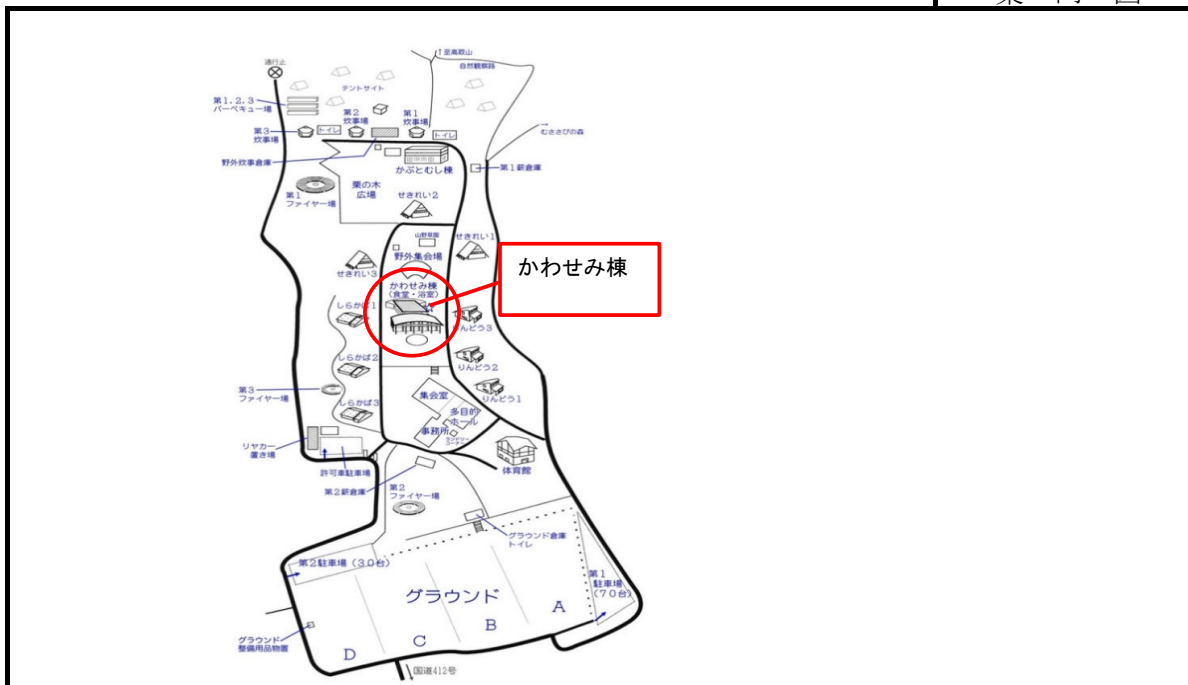 案内図
↑至高取山
自然観察路
通行止
テントサイト
第1.2.3
バーベキュー場
第2
炊事場
第1
炊事場
第3
炊事場
トイレ
トイレ
むささびの森
野外炊事倉庫
かぶとむし棟
第1薪倉庫
栗の木
広場
第1
ファイヤー場
せきれい2
山野草園
せきれい1
野外集会場
せきれい3
かわせみ棟
(食堂・浴室)
かわせみ棟
しらかば1
りんどう3
しらかば2
りんどう2
第3
ファイヤー場
集会室
りんどう1
しらかば3
多目的
ホール
事務所
ランドリー
コーナー
リヤカー
置き場
許可車駐車場
体育館
第2薪倉庫
第2
ファイヤー場
グラウンド倉庫
トイレ
第2駐車場(30台)
第1
駐車場
(70台)
グラウンド
A
B
C
D
グラウンド
整備用品物置
国道412号